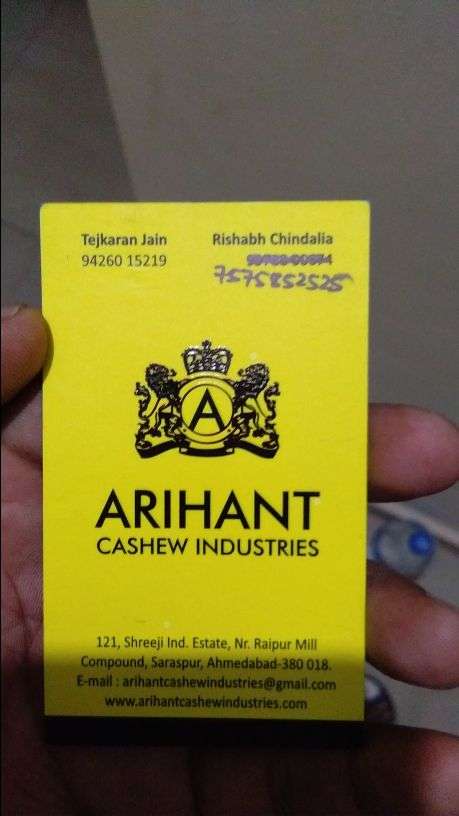 Tejkaran Jain
94260 15219
Rishabh Chindalia
7575852525
A
ARIHANT
CASHEW INDUSTRIES
121, Shreeji Ind. Estate, Nr. Raipur Mill
Compound, Saraspur, Ahmedabad-380 018.
E-mail : arihantcashewindustries@gmail.com
www.arihantcashewindustries.com